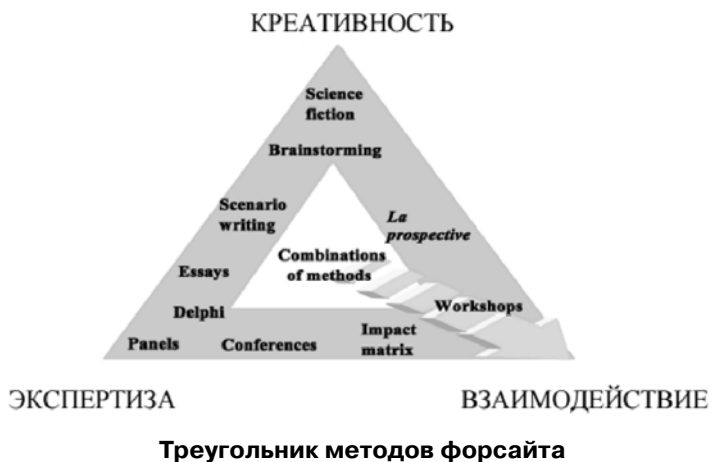 КРЕАТИВНОСТЬ
Science
fiction
Brainstorming
Scenario
writing
La
prospective
Combinations
of methods
Essays
Workshops
Delphi
Impact
matrix
Panels
Conferences
ЭКСПЕРТИЗА
ВЗАИМОДЕЙСТВИЕ
Треугольник методов форсайта